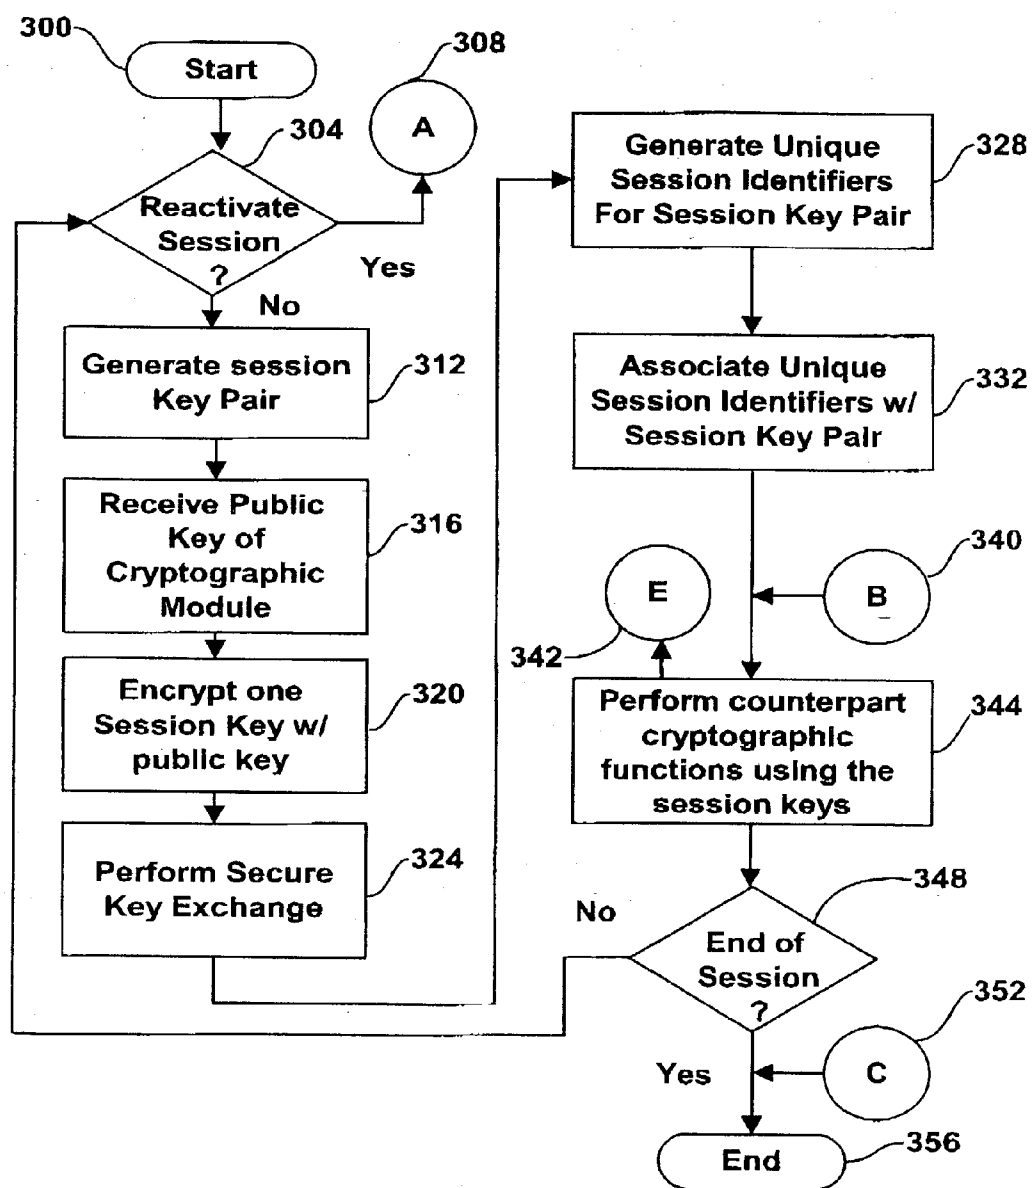 300
Start
308
A
304
Reactivate
Session
?
Yes
No
Generate session
Key Pair
312
Receive Public
Key of
Cryptographic
Module
316
Encrypt one
Session Key w/
public key
320
Perform Secure
Key Exchange
324
Generate Unique
Session Identifiers
For Session Key Pair
328
Associate Unique
Session Identifiers w/
Session Key Pair
332
340
B
E
342
Perform counterpart
cryptographic
functions using the
session keys
344
348
No
End of
Session
?
352
Yes
C
End
356